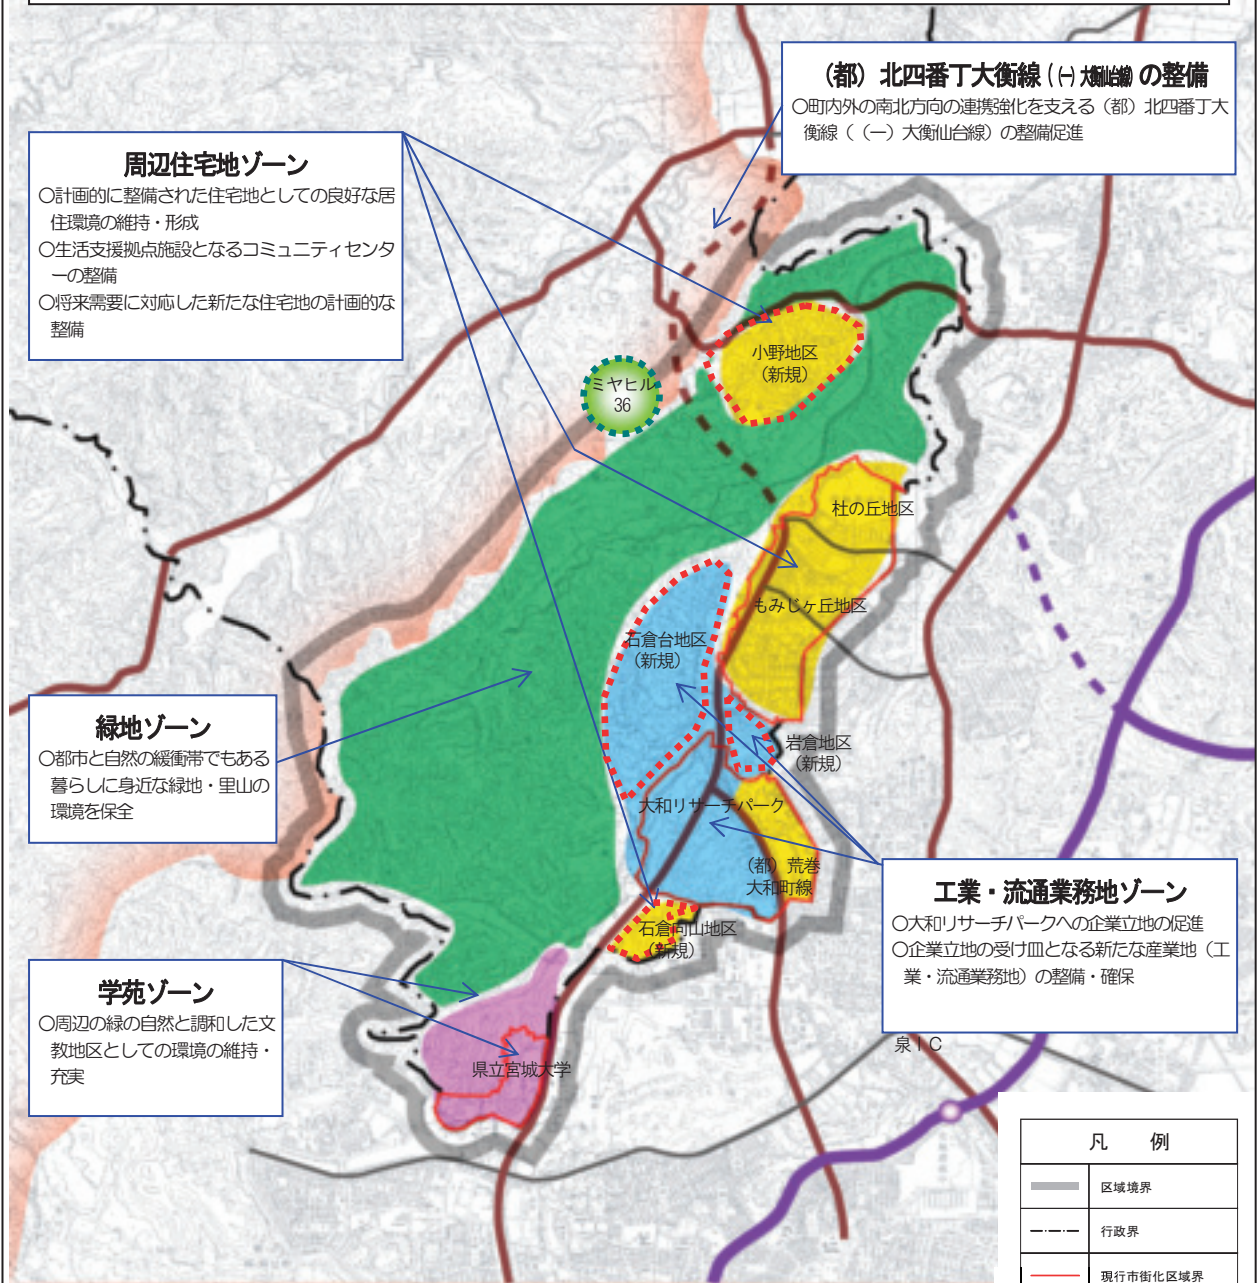 （都）北四番丁大衡線（(一)大衡仙台線）の整備
○町内外の南北方向の連携強化を支える（都）北四番丁大
衡線（（一）大衡仙台線）の整備促進
周辺住宅地ゾーン
○計画的に整備された住宅地としての良好な居
住環境の維持・形成
○生活支援拠点施設となるコミュニティセンタ
ーの整備
○将来需要に対応した新たな住宅地の計画的な
整備
小野地区
（新規）
ミヤヒル
36
杜の丘地区
もみじヶ丘地区
石倉台地区
（新規）
緑地ゾーン
○都市と自然の緩衝帯でもある
暮らしに身近な緑地・里山の
環境を保全
岩倉地区
（新規）
大和リサーチパーク
（都）荒巻
大和町線
工業・流通業務地ゾーン
○大和リサーチパークへの企業立地の促進
○企業立地の受け皿となる新たな産業地（工
業・流通業務地）の整備・確保
石倉向山地区
（新規）
学苑ゾーン
○周辺の緑の自然と調和した文
教地区としての環境の維持・
充実
県立宮城大学
泉ＩＣ
凡　例
区域境界
行政界
現行市街化区域界